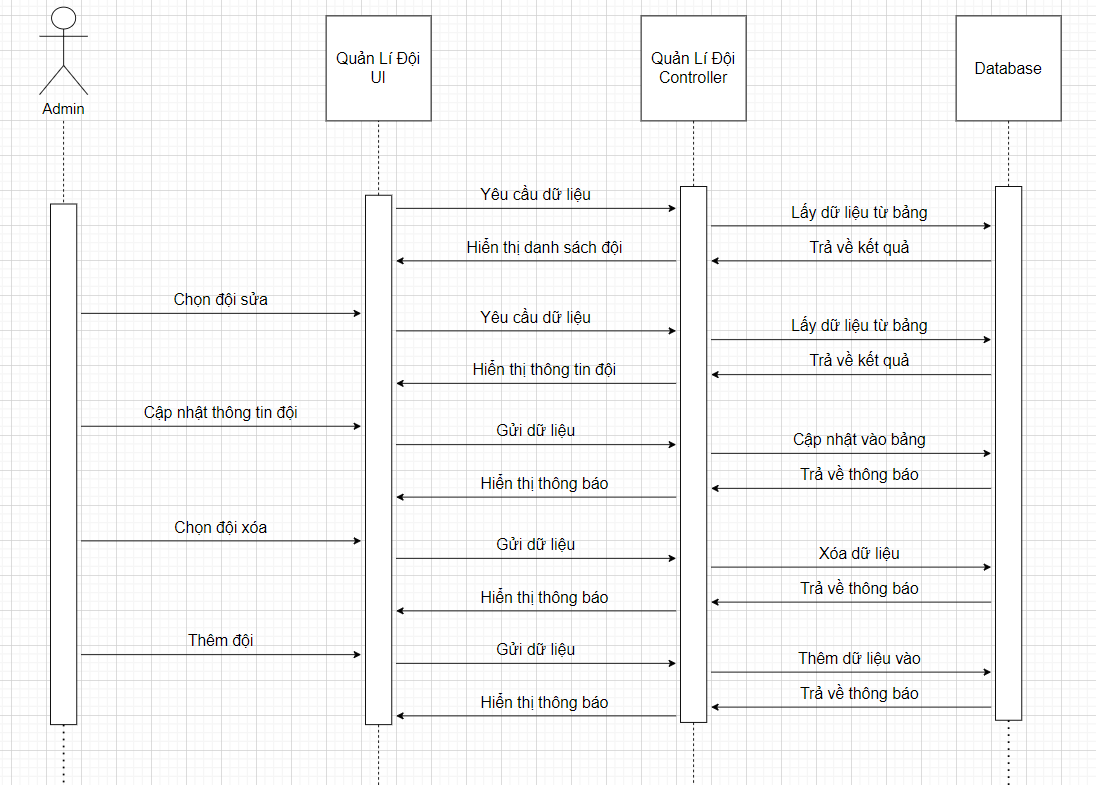 Admin
Quản Lí Đội
UI
Quản Lí Đội
Controller
Database
Yêu cầu dữ liệu
Lấy dữ liệu từ bảng
Hiển thị danh sách đội
Trả về kết quả
Chọn đội sửa
Yêu cầu dữ liệu
Lấy dữ liệu từ bảng
Hiển thị thông tin đội
Trả về kết quả
Cập nhật thông tin đội
Gửi dữ liệu
Cập nhật vào bảng
Hiển thị thông báo
Trả về thông báo
Chọn đội xóa
Gửi dữ liệu
Xóa dữ liệu
Hiển thị thông báo
Trả về thông báo
Thêm đội
Gửi dữ liệu
Thêm dữ liệu vào
Hiển thị thông báo
Trả về thông báo